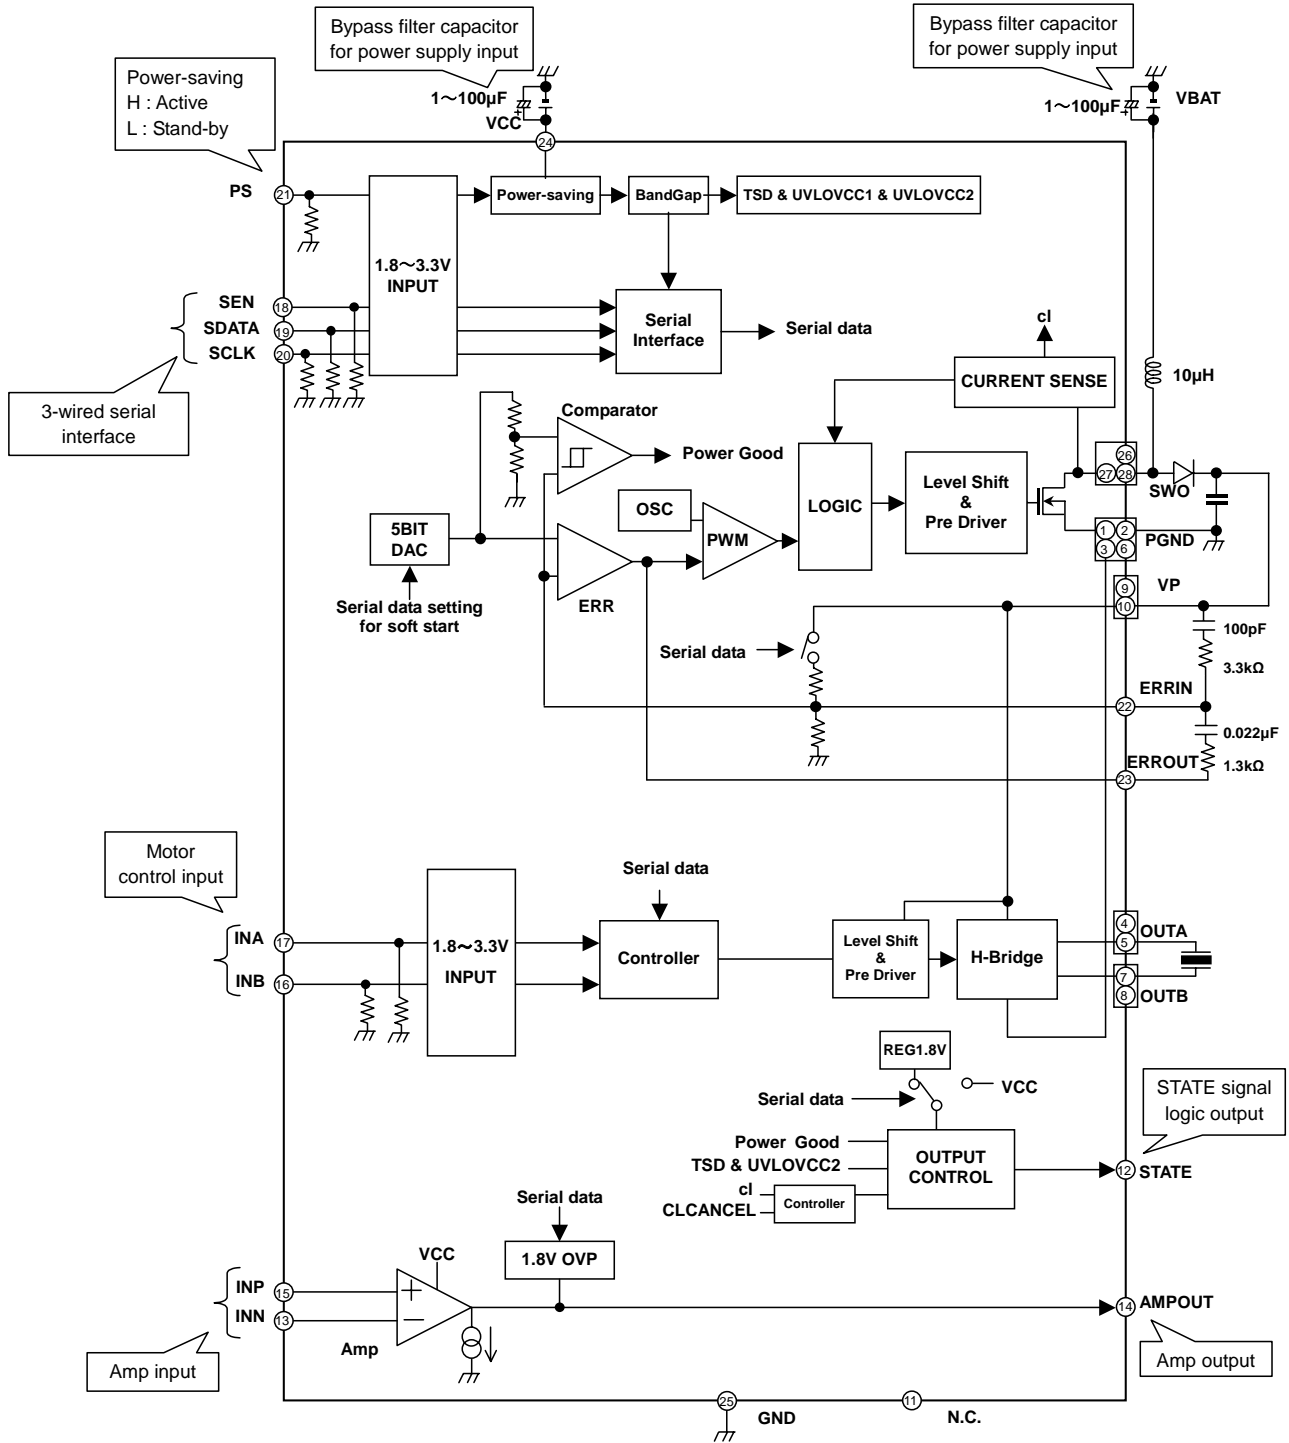 Bypass filter capacitor
for power supply input
Bypass filter capacitor
for power supply input
Power-saving
H : Active
L : Stand-by
1～100µF
+
VCC
1～100µF
+
VBAT
24
PS
21
Power-saving
BandGap
TSD & UVLOVCC1 & UVLOVCC2
1.8～3.3V
INPUT
SEN
18
SDATA
19
SCLK
20
Serial
Interface
Serial data
cl
3-wired serial
interface
CURRENT SENSE
10µH
Comparator
Power Good
26
27
28
SWO
LOGIC
Level Shift
&
Pre Driver
OSC
PWM
5BIT
DAC
1
2
3
6
PGND
ERR
Serial data setting
for soft start
9
10
VP
Serial data
100pF
3.3kΩ
ERRIN
22
0.022µF
ERROUT
1.3kΩ
23
Motor
control input
Serial data
INA
17
INB
16
1.8～3.3V
INPUT
Controller
Level Shift
&
Pre Driver
H-Bridge
4
5
OUTA
7
8
OUTB
REG1.8V
VCC
Serial data
STATE signal
logic output
Power Good
TSD & UVLOVCC2
cl
CLCANCEL
Controller
OUTPUT
CONTROL
12
STATE
Serial data
1.8V OVP
VCC
INP
15
INN
13
+
−
Amp
14
AMPOUT
Amp input
Amp output
25
GND
11
N.C.